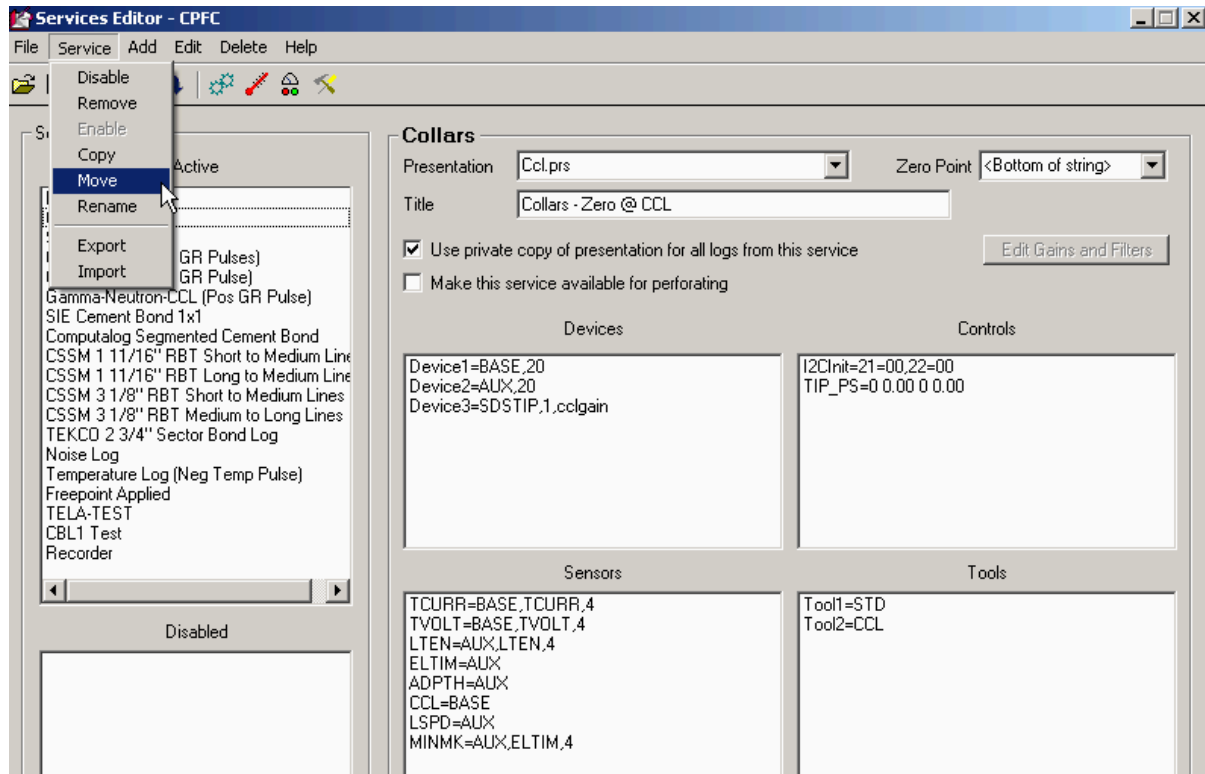 Services Editor - CPFC
File Service Add Edit Delete Help
Disable
Remove
Enable
Copy
Move
Rename
Export
Import
Active
GR Pulses)
GR Pulse)
Gamma-Neutron-CCL (Pos GR Pulse)
SIE Cement Bond 1x1
Computalog Segmented Cement Bond
CSSM 1 11/16" RBT Short to Medium Line
CSSM 1 11/16" RBT Long to Medium Line
CSSM 3 1/8" RBT Short to Medium Lines
CSSM 3 1/8" RBT Medium to Long Lines
TEKCO 2 3/4" Sector Bond Log
Noise Log
Temperature Log (Neg Temp Pulse)
Freepoint Applied
TELA-TEST
CBL1 Test
Recorder
Disabled
Collars
Presentation Ccl.prs Zero Point <Bottom of string>
Title Collars - Zero @ CCL
Use private copy of presentation for all logs from this service Edit Gains and Filters
Make this service available for perforating
Devices
Device1=BASE,20
Device2=AUX,20
Device3=SDSTIP,1,cclgain
Controls
I2CInit=21=00,22=00
TIP_PS=0 0.00 0 0.00
Sensors
TCURR=BASE,TCURR,4
TVOLT=BASE,TVOLT,4
LTEN=AUX,LTEN,4
ELTIM=AUX
ADPTH=AUX
CCL=BASE
LSPD=AUX
MINMK=AUX,ELTIM,4
Tools
Tool1=STD
Tool2=CCL